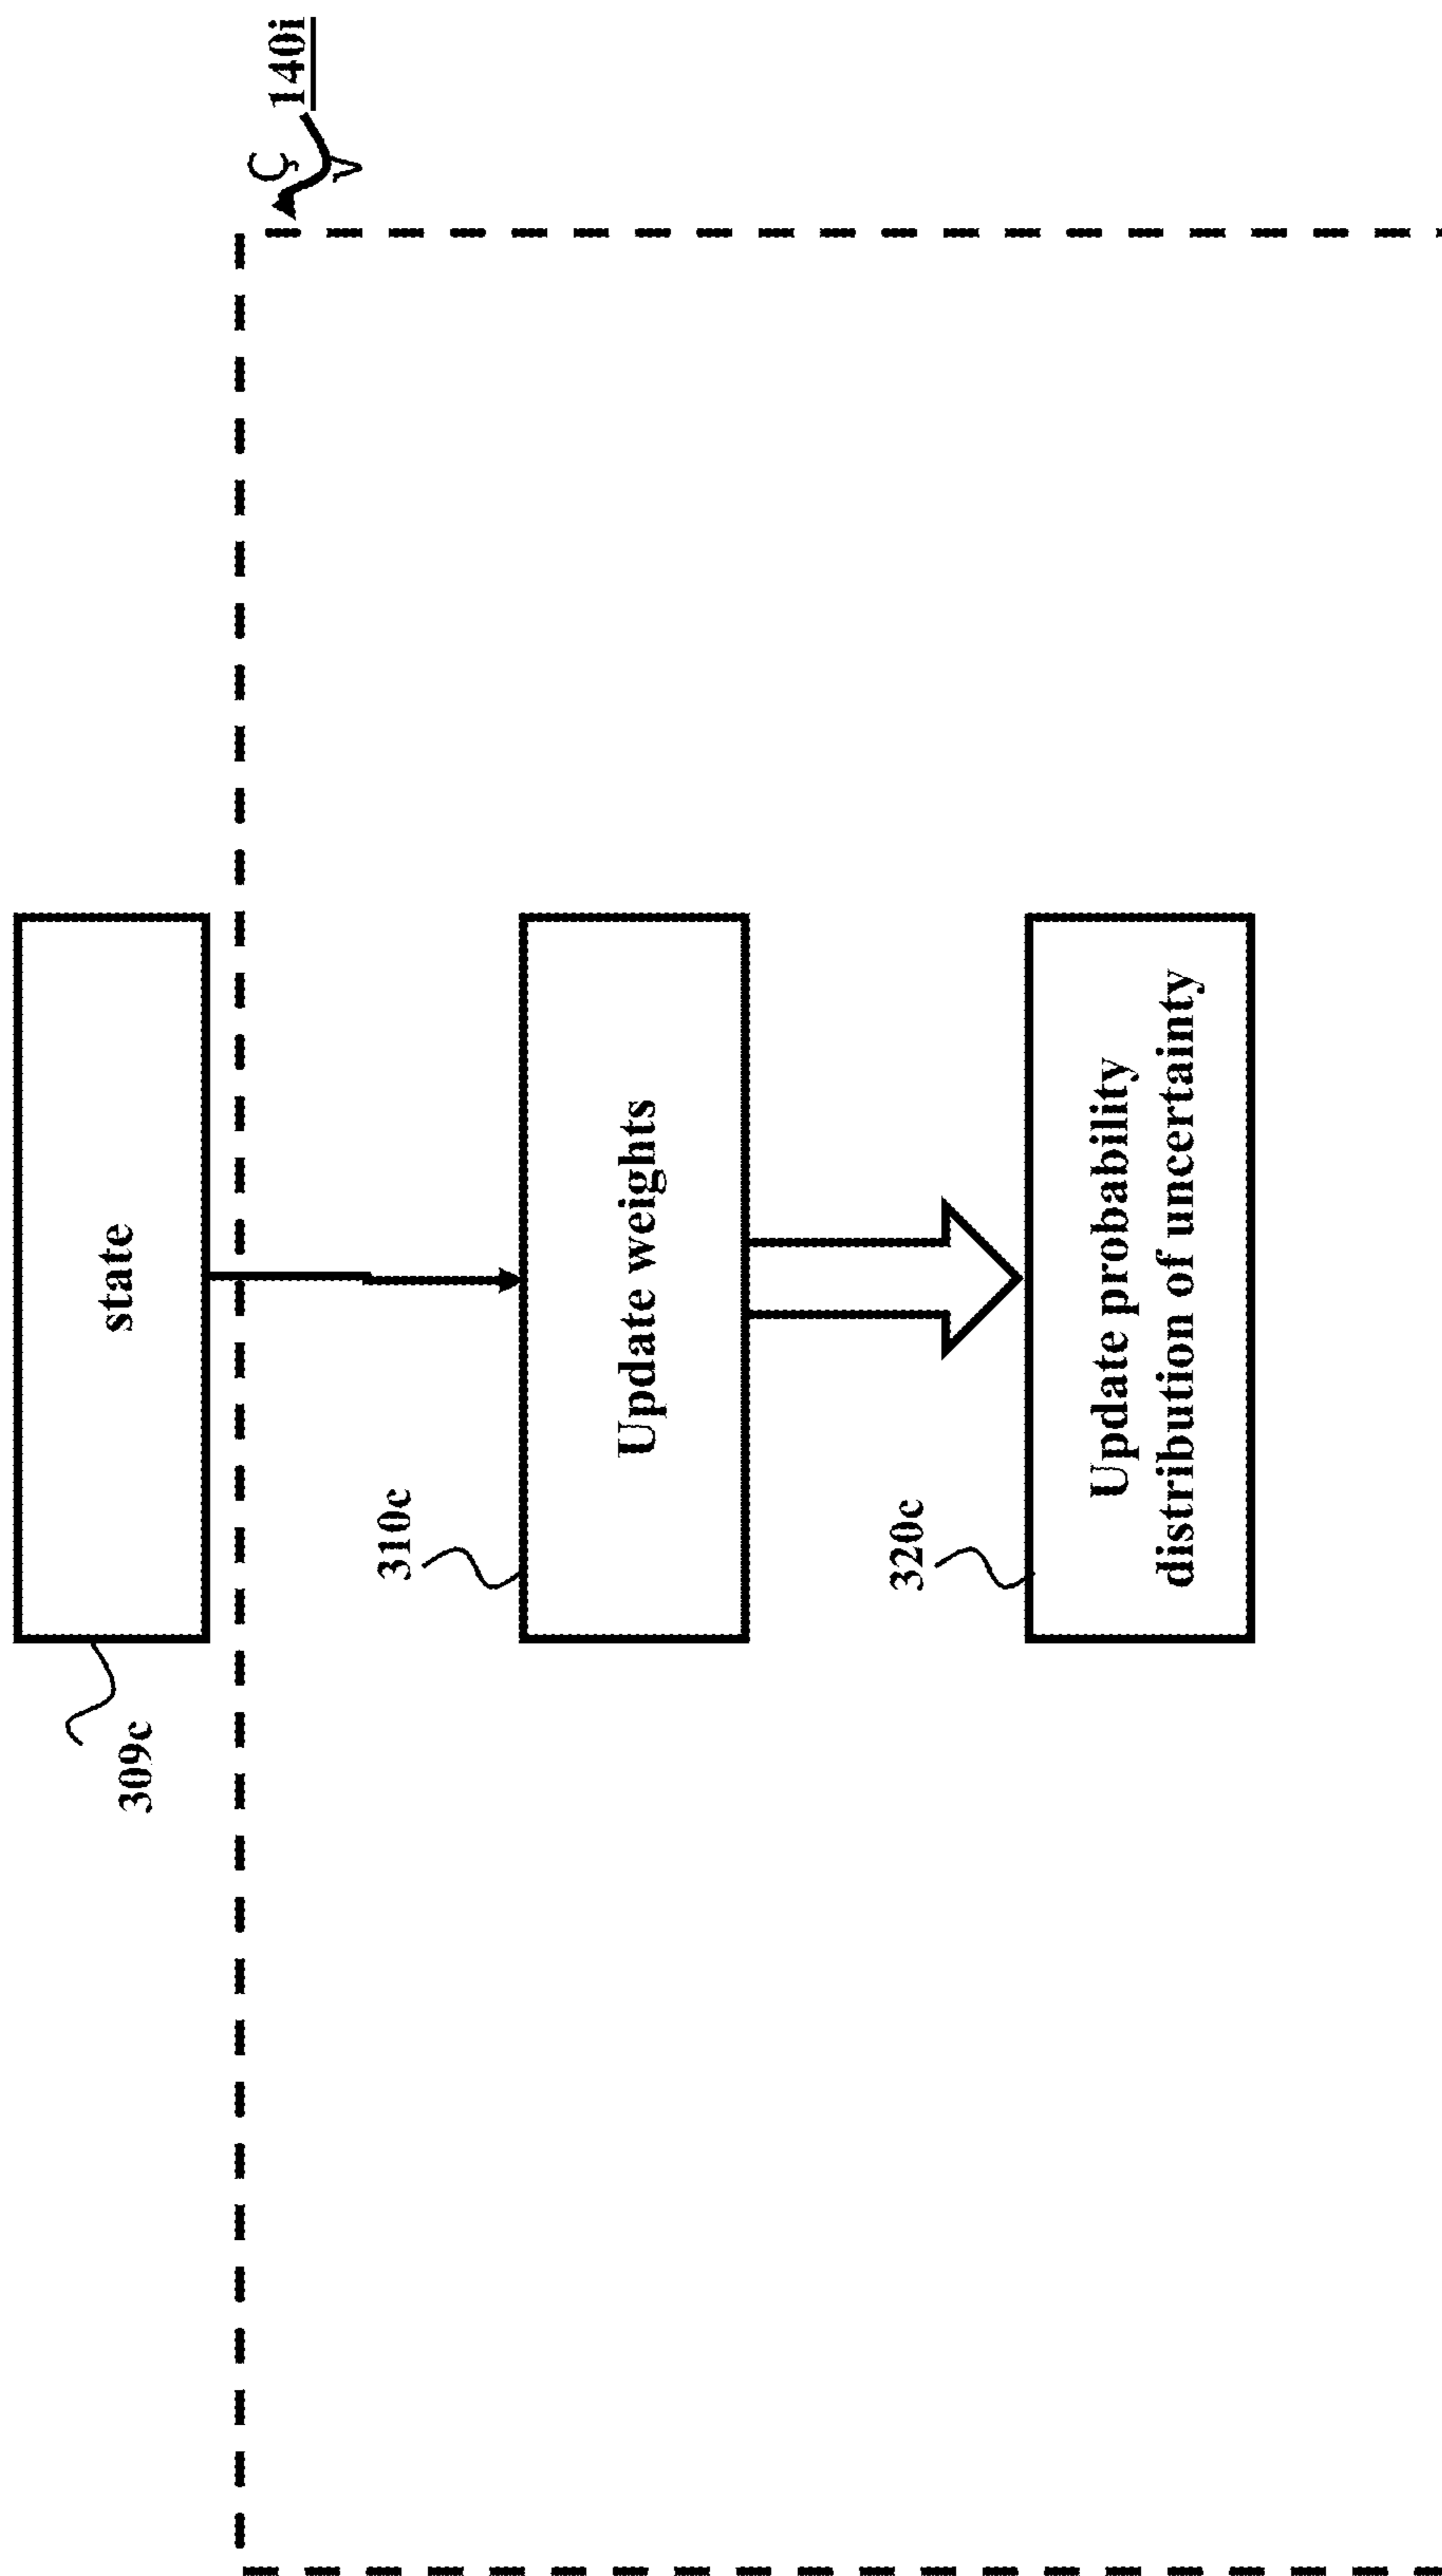 140i
state
309c
310c
Update weights
320c
Update probability
distribution of uncertainty